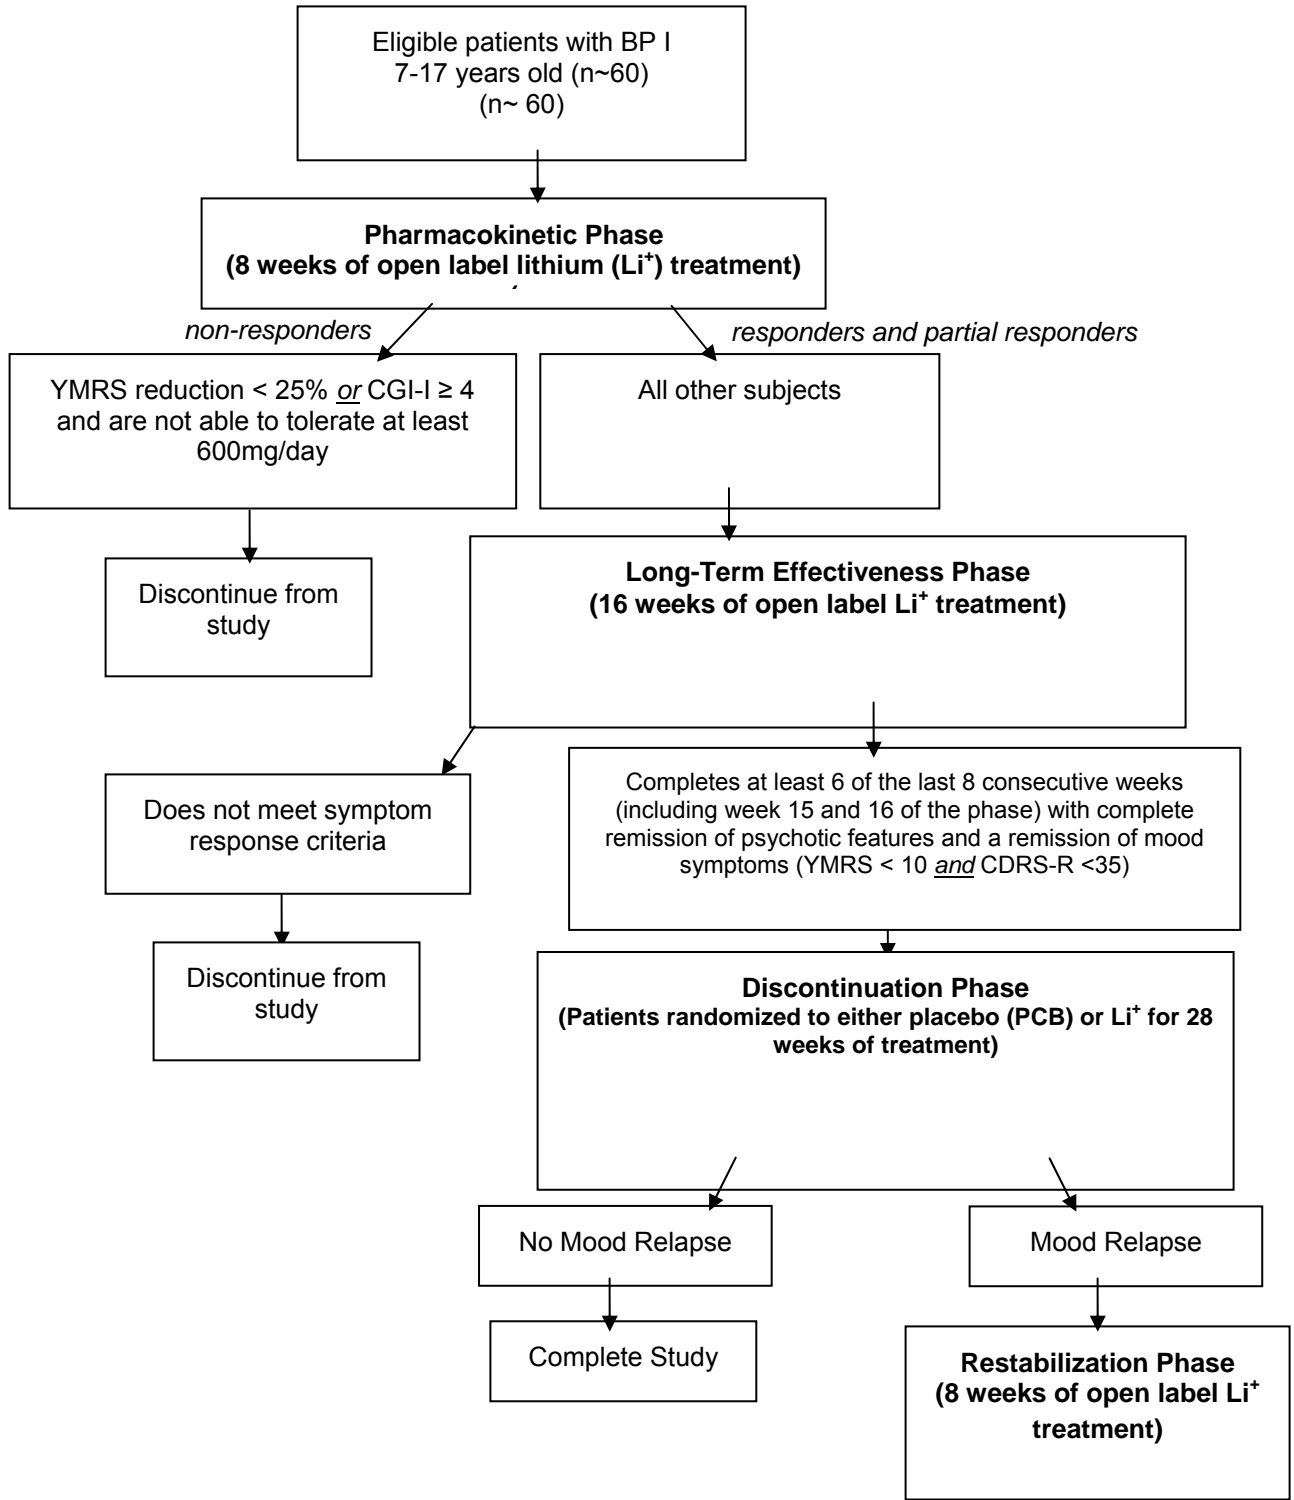 Eligible patients with BP I
7-17 years old (n~60)
(n~ 60)
Pharmacokinetic Phase
(8 weeks of open label lithium (Li⁺) treatment)
non-responders
responders and partial responders
YMRS reduction < 25% or CGI-I ≥ 4
and are not able to tolerate at least
600mg/day
All other subjects
Discontinue from
study
Long-Term Effectiveness Phase
(16 weeks of open label Li⁺ treatment)
Does not meet symptom
response criteria
Completes at least 6 of the last 8 consecutive weeks
(including week 15 and 16 of the phase) with complete
remission of psychotic features and a remission of mood
symptoms (YMRS < 10 and CDRS-R <35)
Discontinue from
study
Discontinuation Phase
(Patients randomized to either placebo (PCB) or Li⁺ for 28
weeks of treatment)
No Mood Relapse
Mood Relapse
Complete Study
Restabilization Phase
(8 weeks of open label Li⁺
treatment)